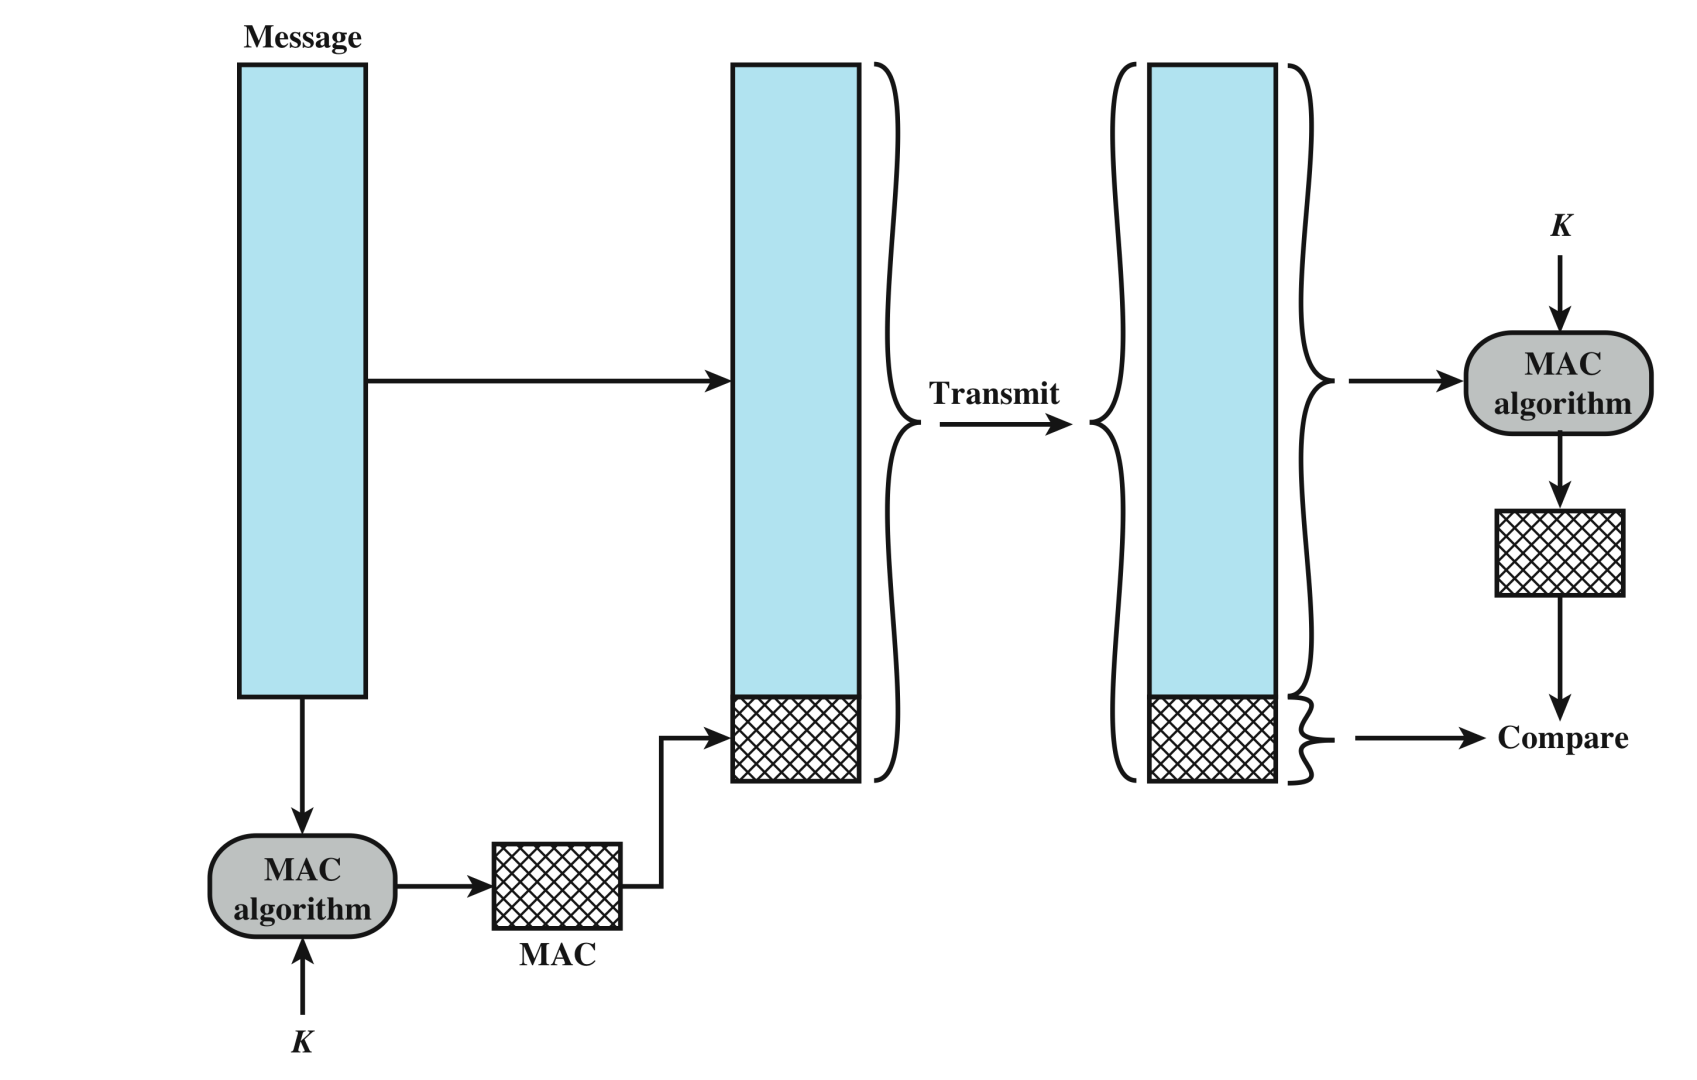 Message
Transmit
K
MAC
algorithm
Compare
MAC
algorithm
MAC
K